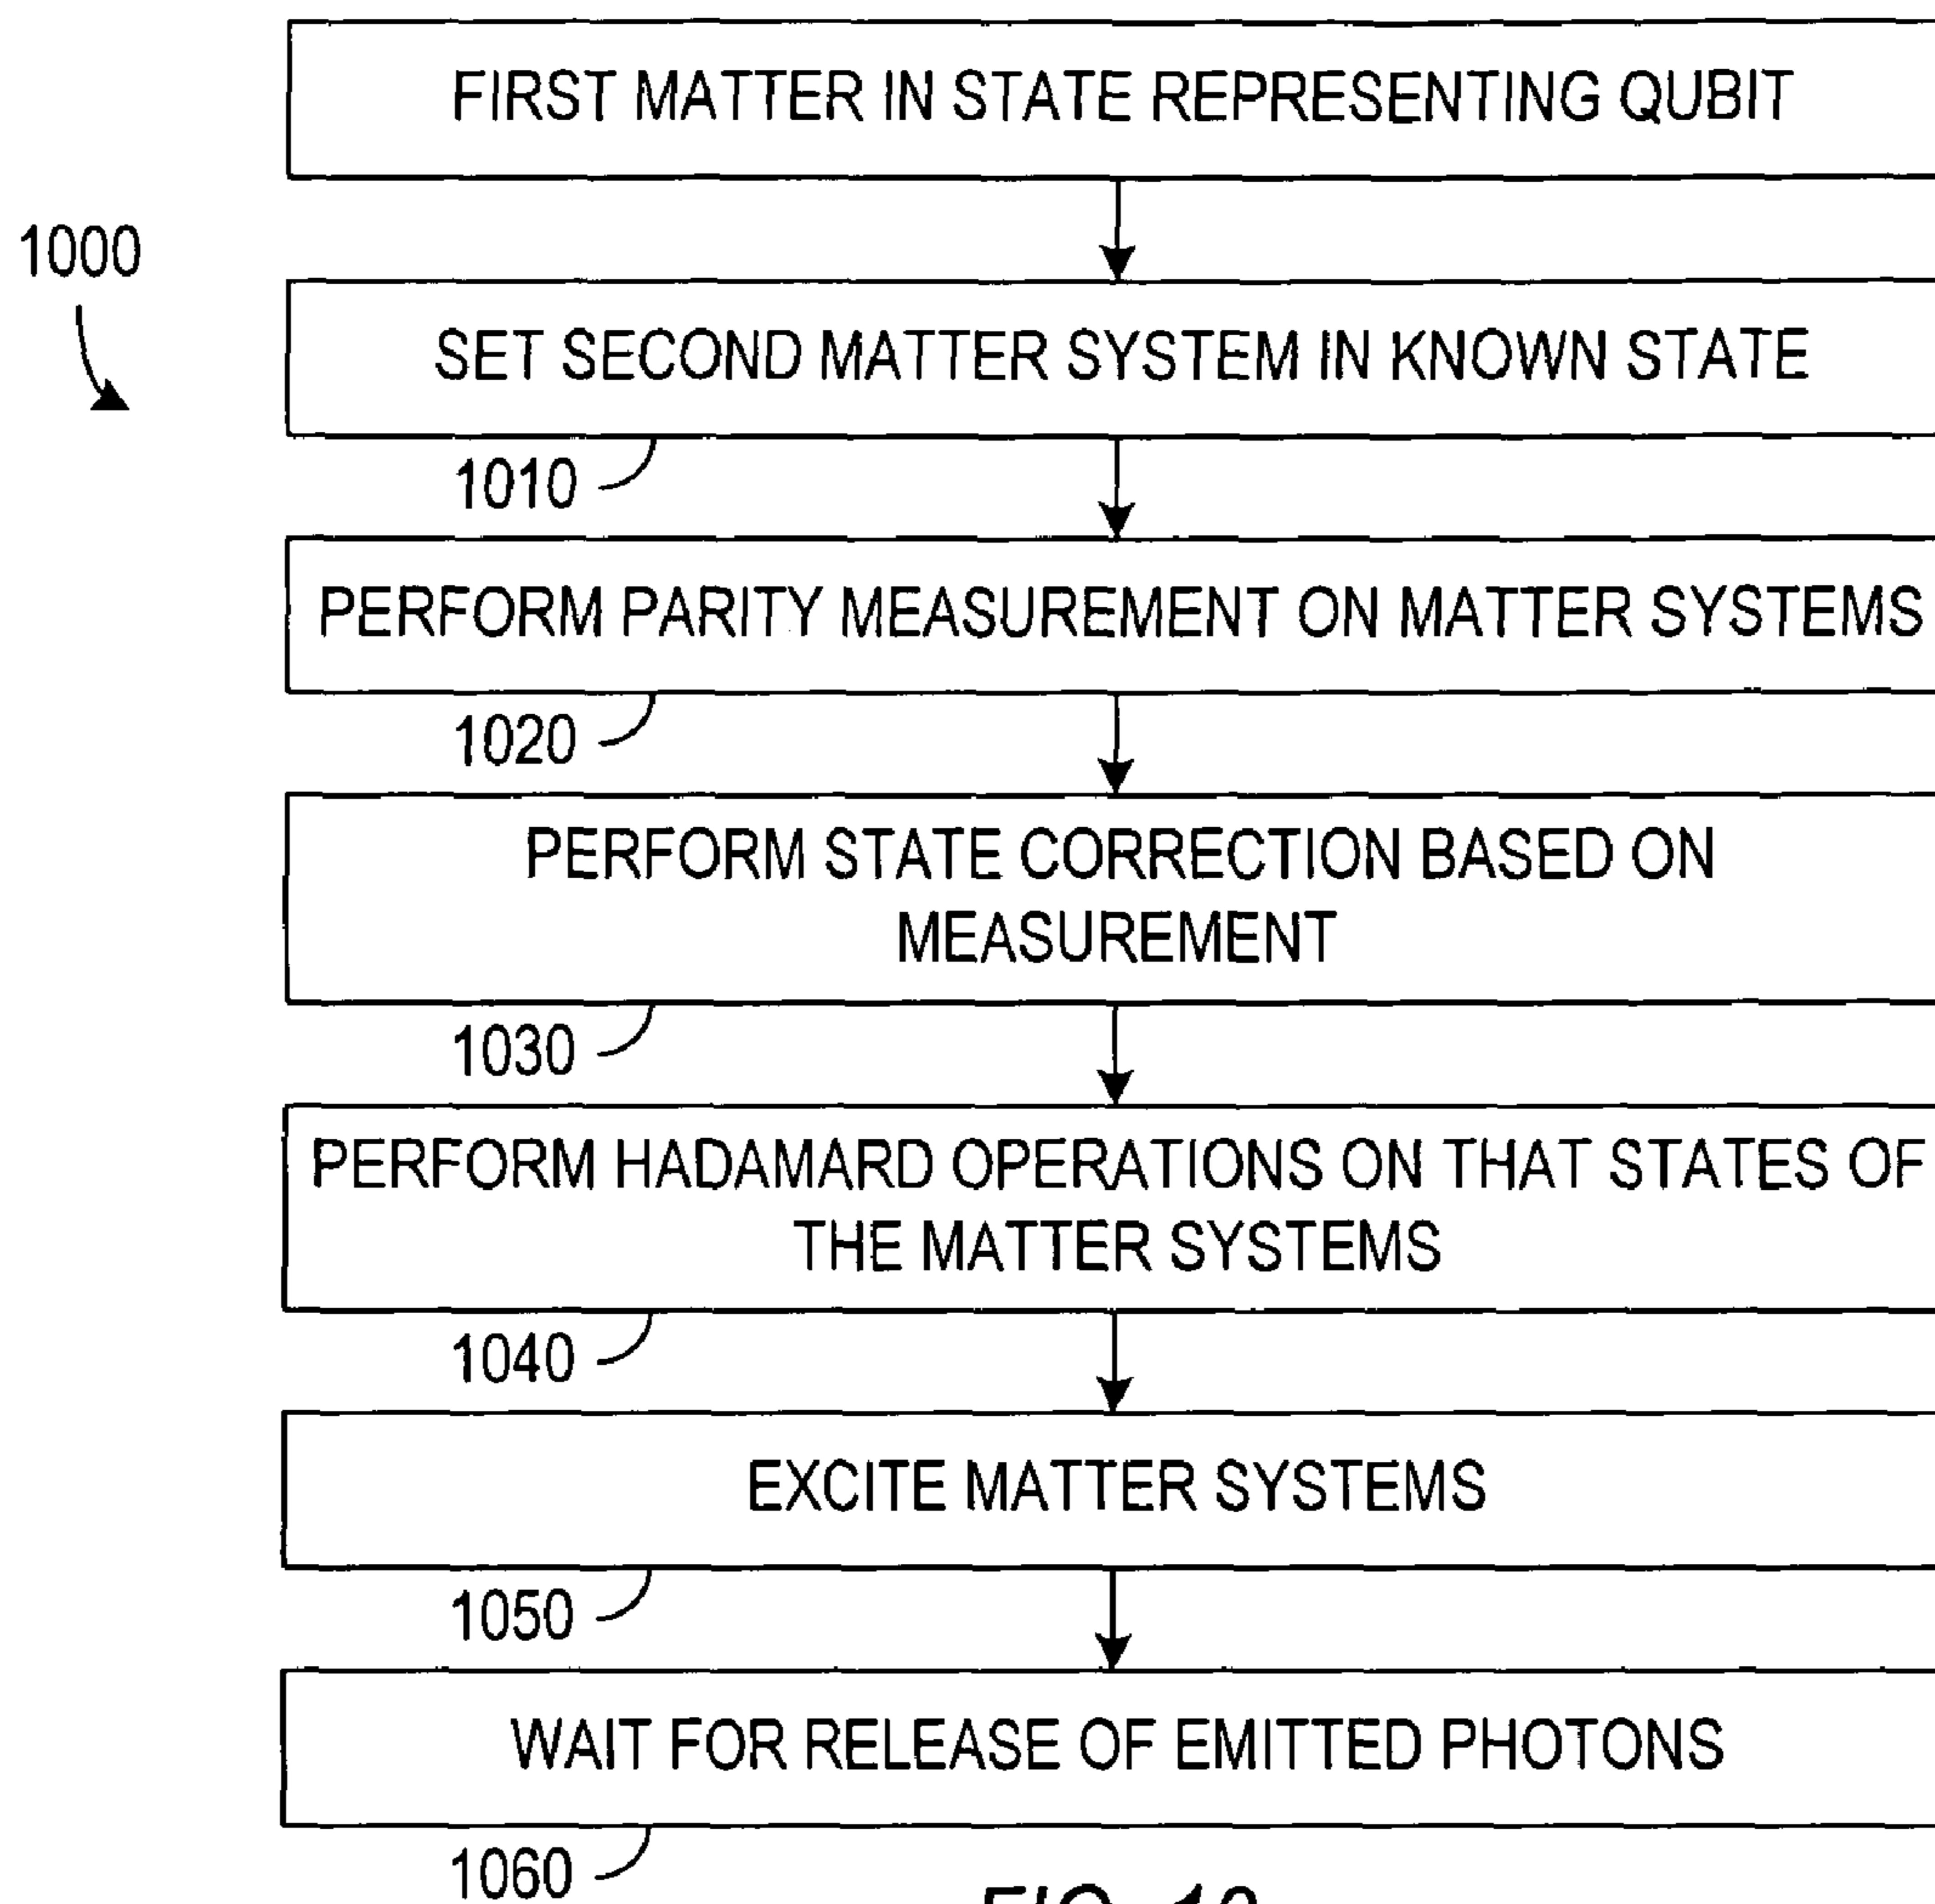 FIRST MATTER IN STATE REPRESENTING QUBIT
1000
SET SECOND MATTER SYSTEM IN KNOWN STATE
1010
PERFORM PARITY MEASUREMENT ON MATTER SYSTEMS
1020
PERFORM STATE CORRECTION BASED ON
MEASUREMENT
1030
PERFORM HADAMARD OPERATIONS ON THAT STATES OF
THE MATTER SYSTEMS
1040
EXCITE MATTER SYSTEMS
1050
WAIT FOR RELEASE OF EMITTED PHOTONS
1060
FIG. 10